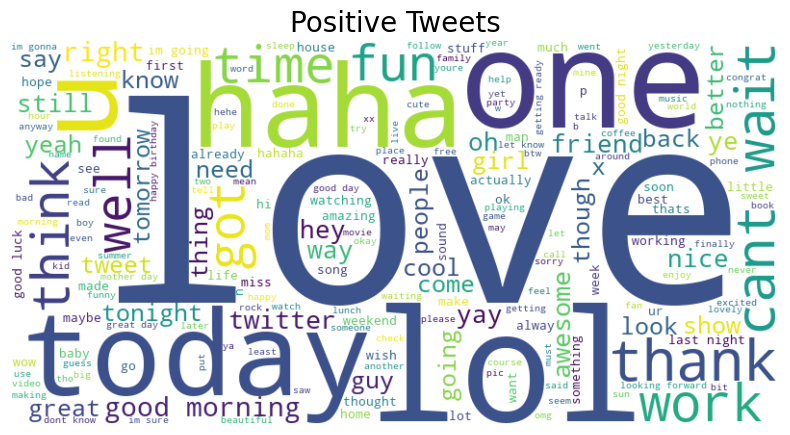 Positive Tweets
im gonna
right
im going
sleep
house
follow
stuff
year
much
went
yesterday
say
first
time
fun
family
youre
one
better
congrat
wait
hope
know
word
cute
help
yet
party
w
getting ready
mine
p
talk
b
good night
music
world
nothing
listening
still
hour
anyway
u
hehe
play
done
haha
try
xx
live
yeah
name
found
already
hahaha
place
free
oh
let know
btw
man
coffee
friend
around
back
ye
phone
think
see
sure
well
tomorrow
happy birthday
need
two
mean
really
girl
actually
x
though
soon
little
sweet
bad
read
boy
tell
got
hi
good day
watching
amazing
people
ok
playing
best
thats
book
morning
even
thing
love
hey
movie
okay
game
may
working
finally
cant
good luck
kid
summer
mother day
tweet
life
n
mom
way
song
sound
cool
let
call
sorry
week
nice
never
made
funny
miss
happy
waiting
come
make
feel
enjoy
excited
tonight
rock
watch
lunch
getting
awesome
fan
lovely
maybe
great day
later
twitter
weekend
someone
please
yay
alway
ur
look
show
today
lol
wow
baby
guess
ya
least
check
wish
another
going
course
must
something
last night
thank
use
video
tho
big
go
put
saw
guy
pic
want
said
looking forward
bit
making
great
good morning
thought
home
lot
omg
seem
sun
work
dont know
im sure
beautiful